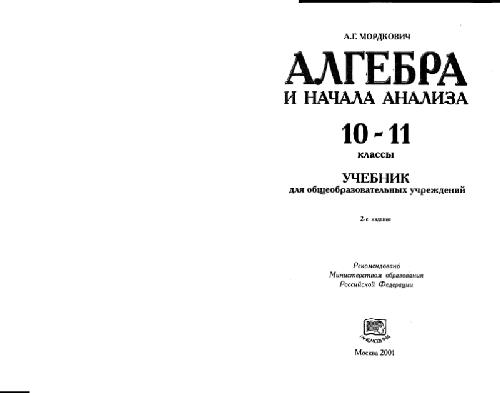 А.Г. МОРДКОВИЧ
АЛГЕБРА
И НАЧАЛА АНАЛИЗА
10 - 11
классы
УЧЕБНИК
для общеобразовательных учреждений
2-е издание
Рекомендовано
Министерством образования
Российской Федерации
Москва 2001